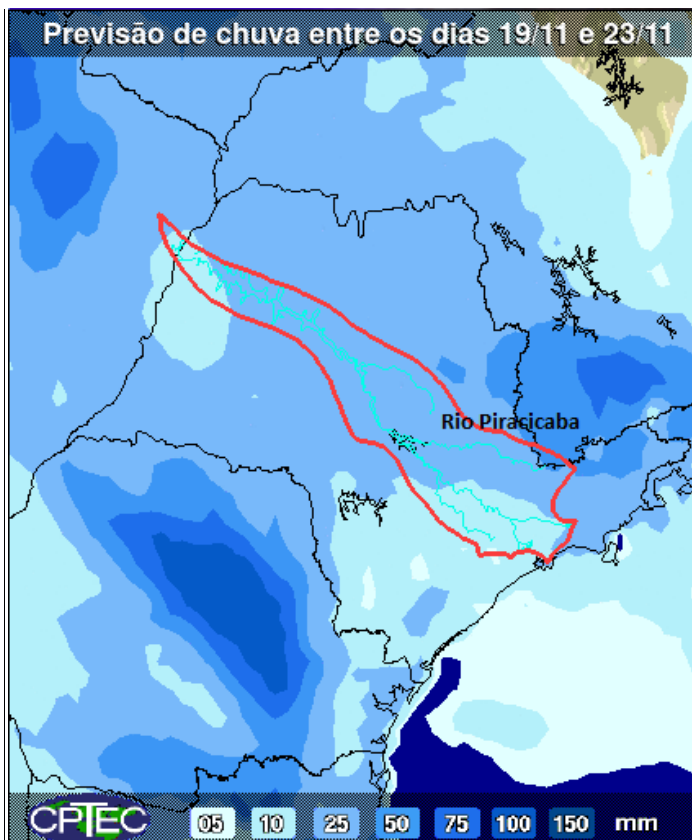 Previsão de chuva entre os dias 19/11 e 23/11
Rio Piracicaba
CPTEC 05 10 25 50 75 100 150 mm